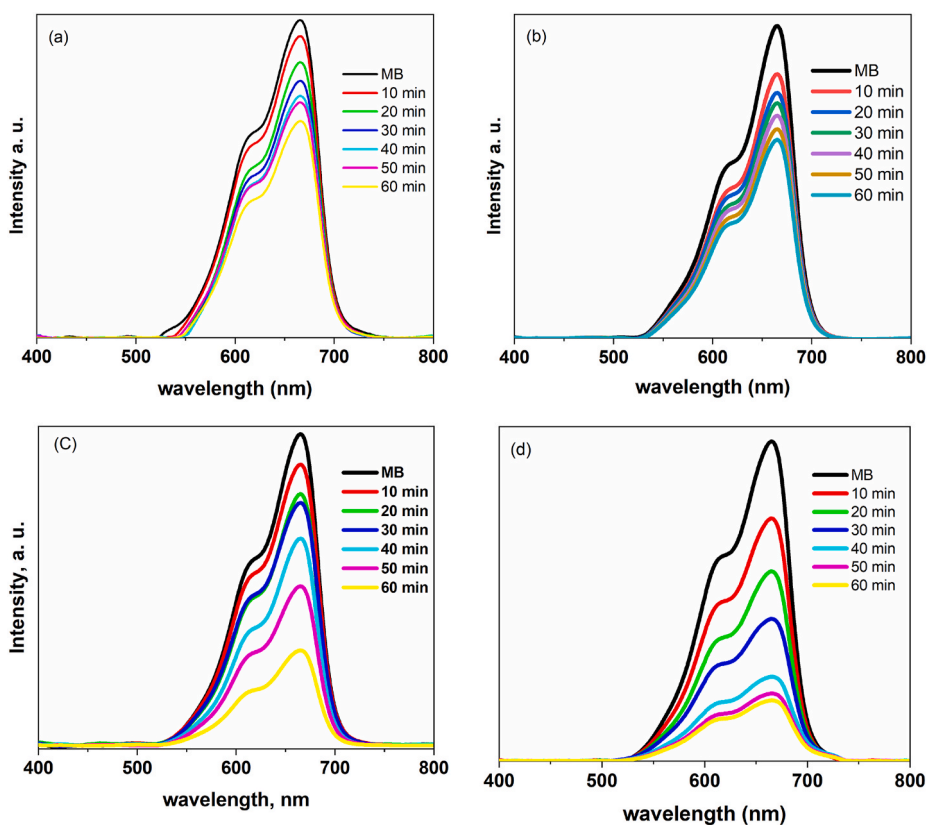 (a)
MB
10 min
20 min
30 min
40 min
50 min
60 min
Intensity a. u.
400
500
600
700
800
wavelength (nm)
(b)
MB
10 min
20 min
30 min
40 min
50 min
60 min
Intensity a. u.
400
500
600
700
800
wavelength (nm)
(C)
MB
10 min
20 min
30 min
40 min
50 min
60 min
Intensity, a. u.
400
500
600
700
800
wavelength, nm
(d)
MB
10 min
20 min
30 min
40 min
50 min
60 min
400
500
600
700
800
wavelength (nm)